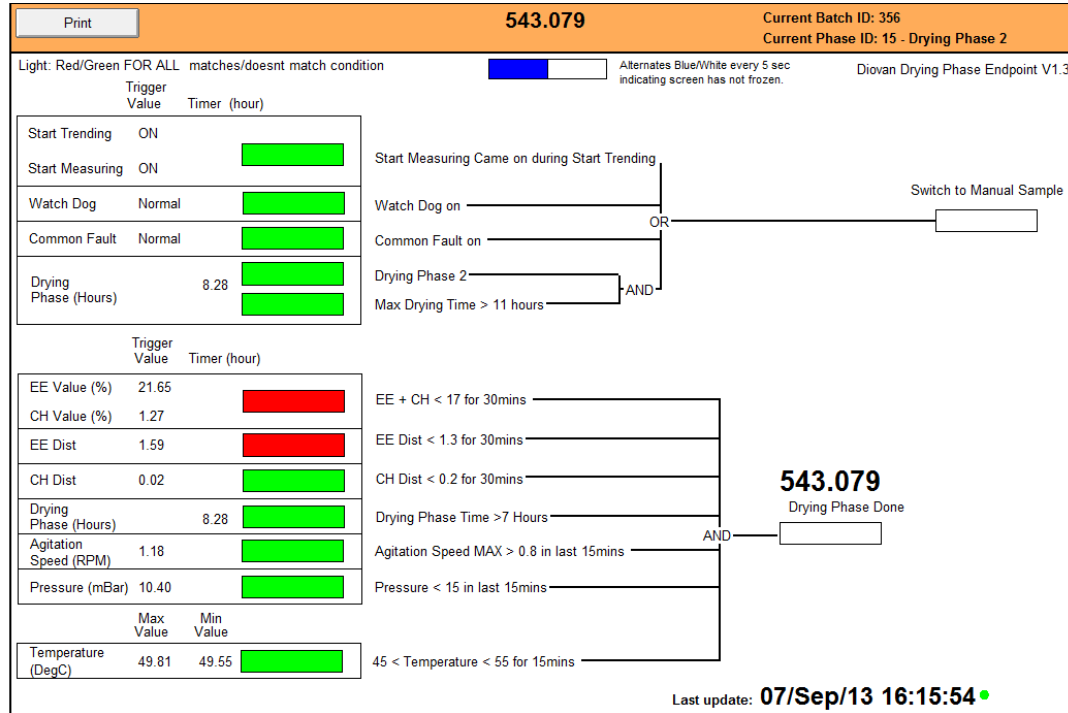 Print
543.079
Current Batch ID: 356
Current Phase ID: 15 - Drying Phase 2
Light: Red/Green FOR ALL matches/doesnt match condition
Alternates Blue/White every 5 sec
indicating screen has not frozen.
Diovan Drying Phase Endpoint V1.3
Trigger
Value
Timer (hour)
Start Trending ON
Start Measuring ON
Start Measuring Came on during Start Trending
Watch Dog Normal
Watch Dog on
Common Fault Normal
Common Fault on
OR
Switch to Manual Sample
Drying
Phase (Hours)
8.28
Drying Phase 2
Max Drying Time > 11 hours
AND
Trigger
Value
Timer (hour)
EE Value (%) 21.65
CH Value (%) 1.27
EE + CH < 17 for 30mins
EE Dist 1.59
EE Dist < 1.3 for 30mins
CH Dist 0.02
CH Dist < 0.2 for 30mins
Drying
Phase (Hours)
8.28
Drying Phase Time >7 Hours
Agitation
Speed (RPM)
1.18
Agitation Speed MAX > 0.8 in last 15mins
Pressure (mBar) 10.40
Pressure < 15 in last 15mins
AND
543.079
Drying Phase Done
Max
Value
Min
Value
Temperature
(DegC)
49.81 49.55
45 < Temperature < 55 for 15mins
Last update: 07/Sep/13 16:15:54